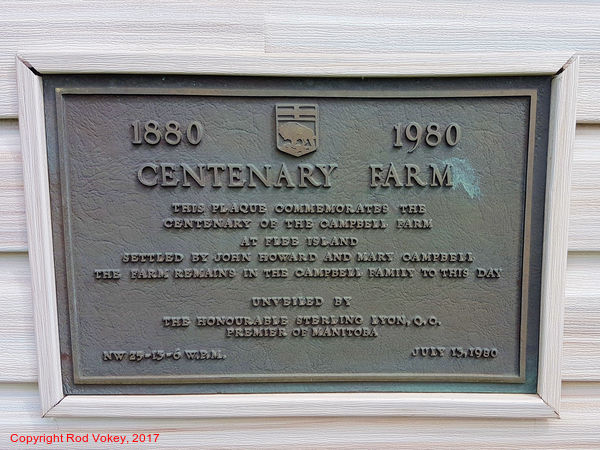 1880 1980
CENTENARY FARM
THIS PLAQUE COMMEMORATES THE
CENTENARY OF THE CAMPBELL FARM
AT FLEE ISLAND
SETTLED BY JOHN HOWARD AND MARY CAMPBELL
THE FARM REMAINS IN THE CAMPBELL FAMILY TO THIS DAY
UNVEILED BY
THE HONOURABLE STERLING LYON, Q.C.
PREMIER OF MANITOBA
NW 25-13-6 W.P.M. JULY 13, 1980
Copyright Rod Vokey, 2017